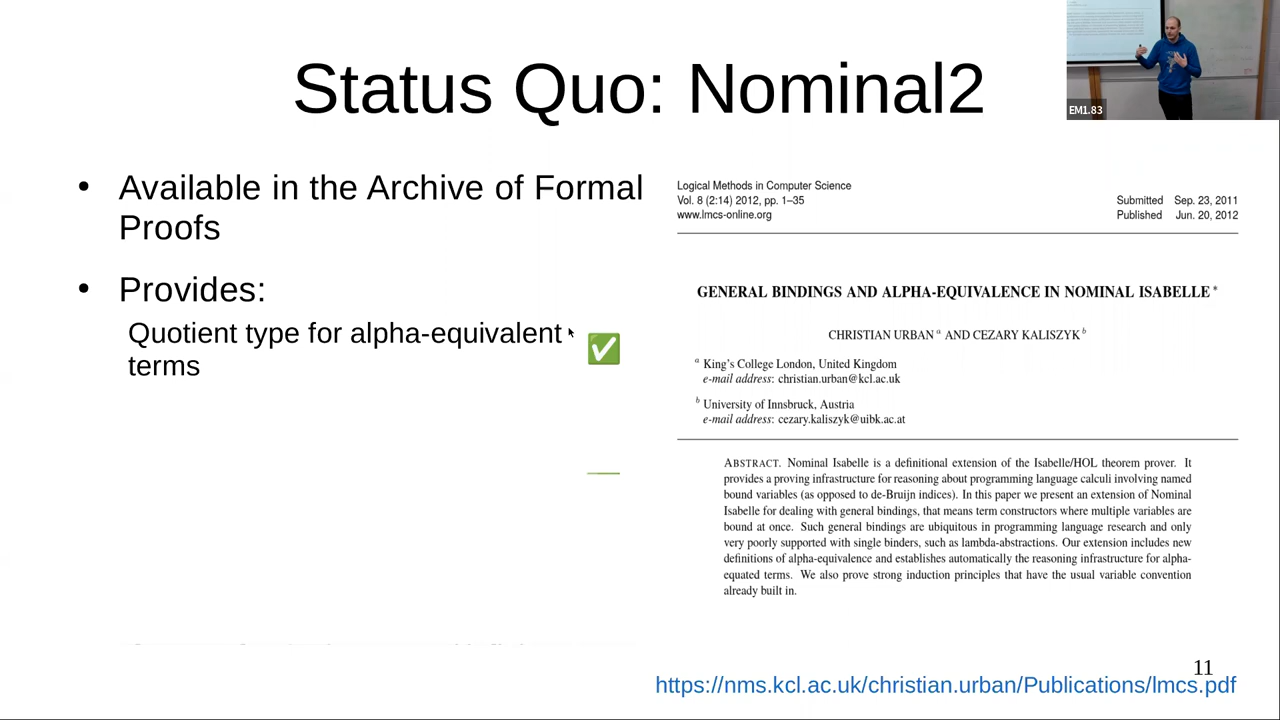 Status Quo: Nominal2
EM1.83
• Available in the Archive of Formal
Proofs
• Provides:
Quotient type for alpha-equivalent
terms
Logical Methods in Computer Science
Vol. 8 (2:14) 2012, pp. 1–35
www.lmcs-online.org
Submitted Sep. 23, 2011
Published Jun. 20, 2012
GENERAL BINDINGS AND ALPHA-EQUIVALENCE IN NOMINAL ISABELLE *
CHRISTIAN URBAN a AND CEZARY KALISZYK b
a King's College London, United Kingdom
e-mail address: christian.urban@kcl.ac.uk
b University of Innsbruck, Austria
e-mail address: cezary.kaliszyk@uibk.ac.at
ABSTRACT. Nominal Isabelle is a definitional extension of the Isabelle/HOL theorem prover. It
provides a proving infrastructure for reasoning about programming language calculi involving named
bound variables (as opposed to de-Bruijn indices). In this paper we present an extension of Nominal
Isabelle for dealing with general bindings, that means term constructors where multiple variables are
bound at once. Such general bindings are ubiquitous in programming language research and only
very poorly supported with single binders, such as lambda-abstractions. Our extension includes new
definitions of alpha-equivalence and establishes automatically the reasoning infrastructure for alpha-
equated terms. We also prove strong induction principles that have the usual variable convention
already built in.
11
https://nms.kcl.ac.uk/christian.urban/Publications/lmcs.pdf